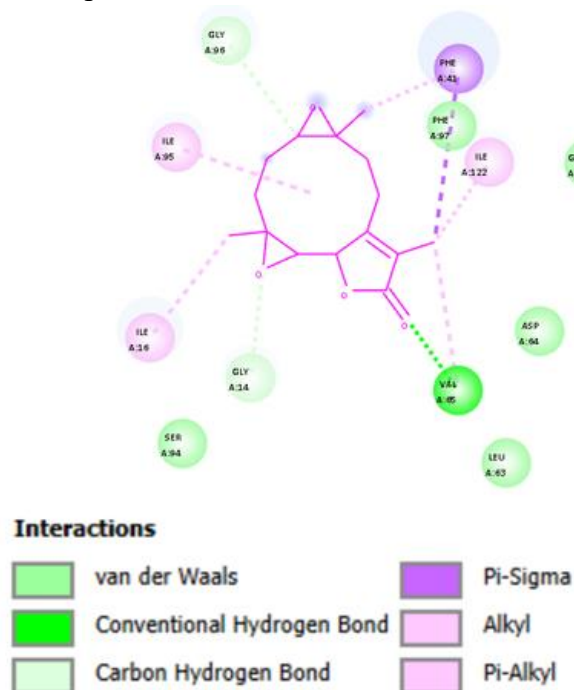 GLY
A:96
PHE
A:41
O
PHE
A:97
ILE
A:95
ILE
A:122
G
A:
O
O
O
ILE
A:16
ASP
A:64
GLY
A:14
VAL
A:65
SER
A:94
LEU
A:63
Interactions
van der Waals
Pi-Sigma
Conventional Hydrogen Bond
Alkyl
Carbon Hydrogen Bond
Pi-Alkyl